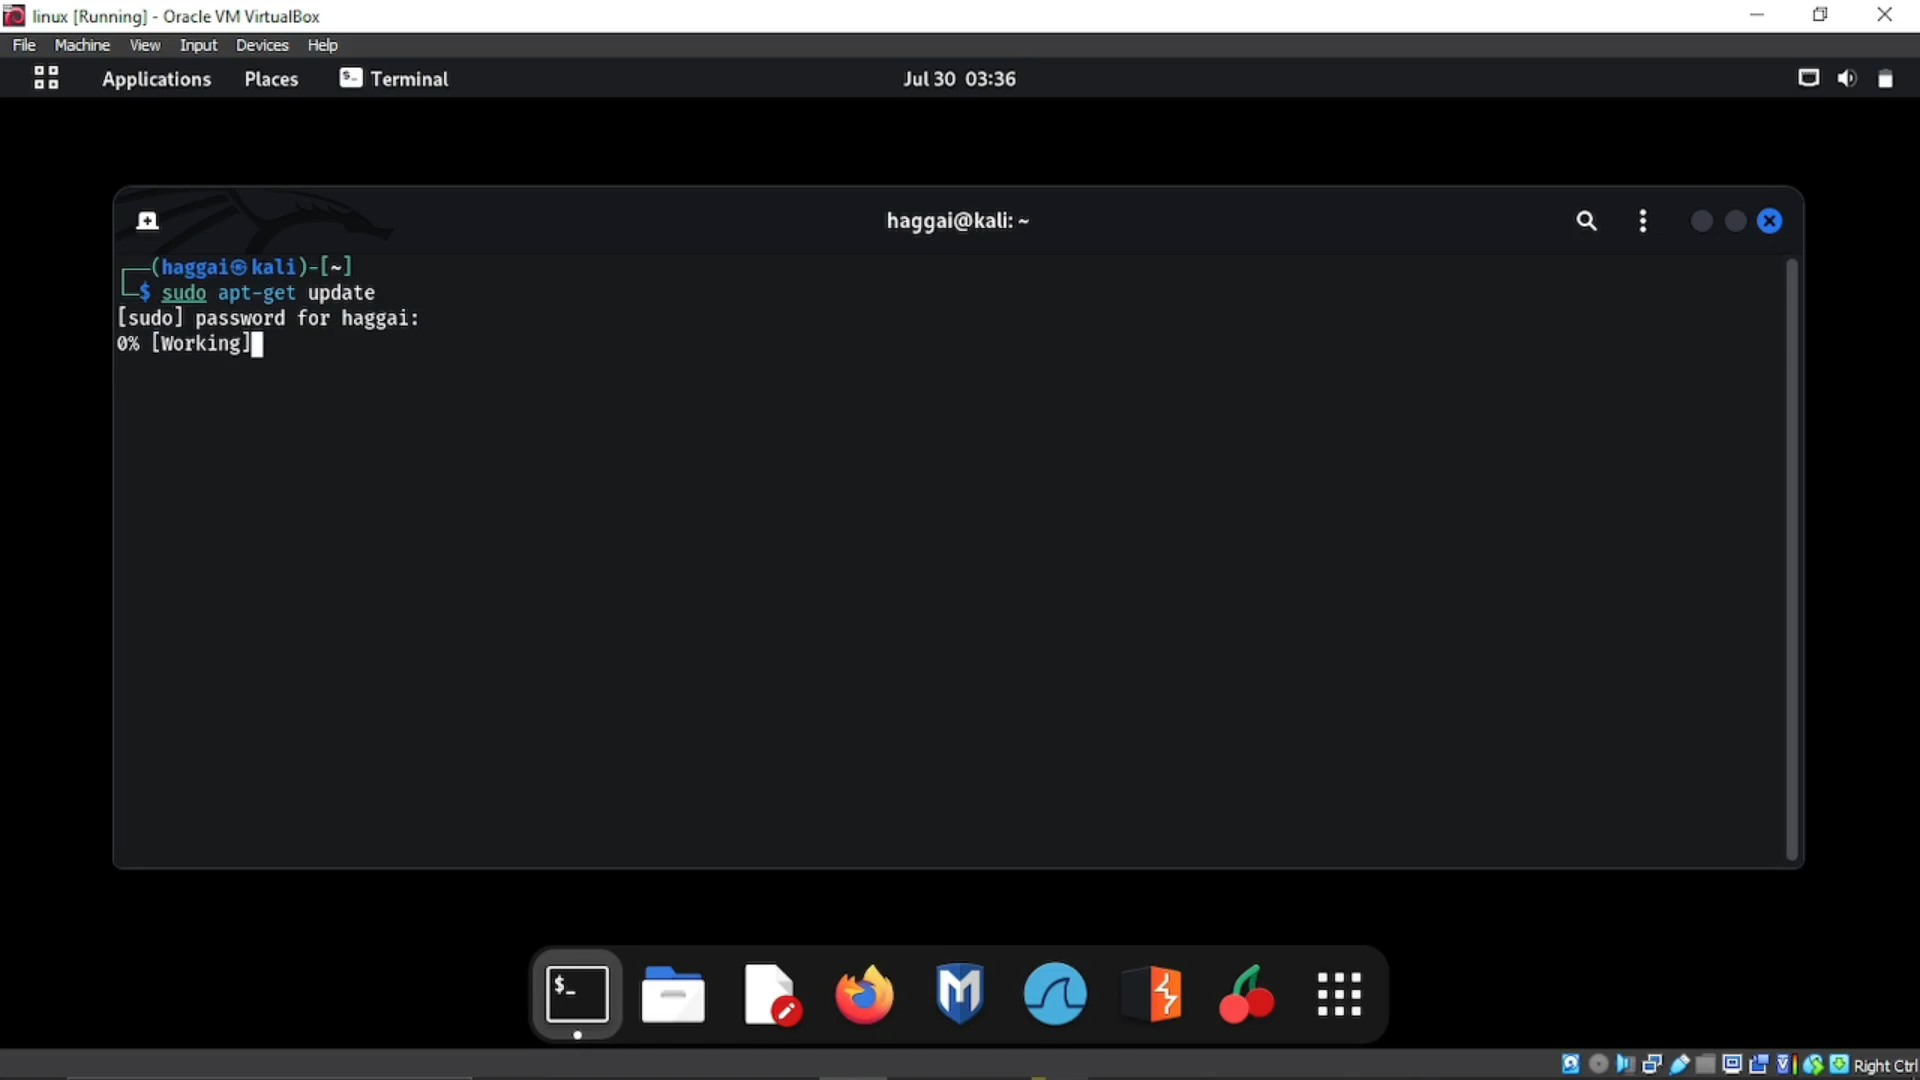 linux [Running] - Oracle VM VirtualBox
File Machine View Input Devices Help
Applications Places Terminal Jul 30 03:36
haggai@kali: ~
┌──(haggai㉿kali)-[~]
└─$ sudo apt-get update
[sudo] password for haggai:
0% [Working]
$_
Right Ctrl